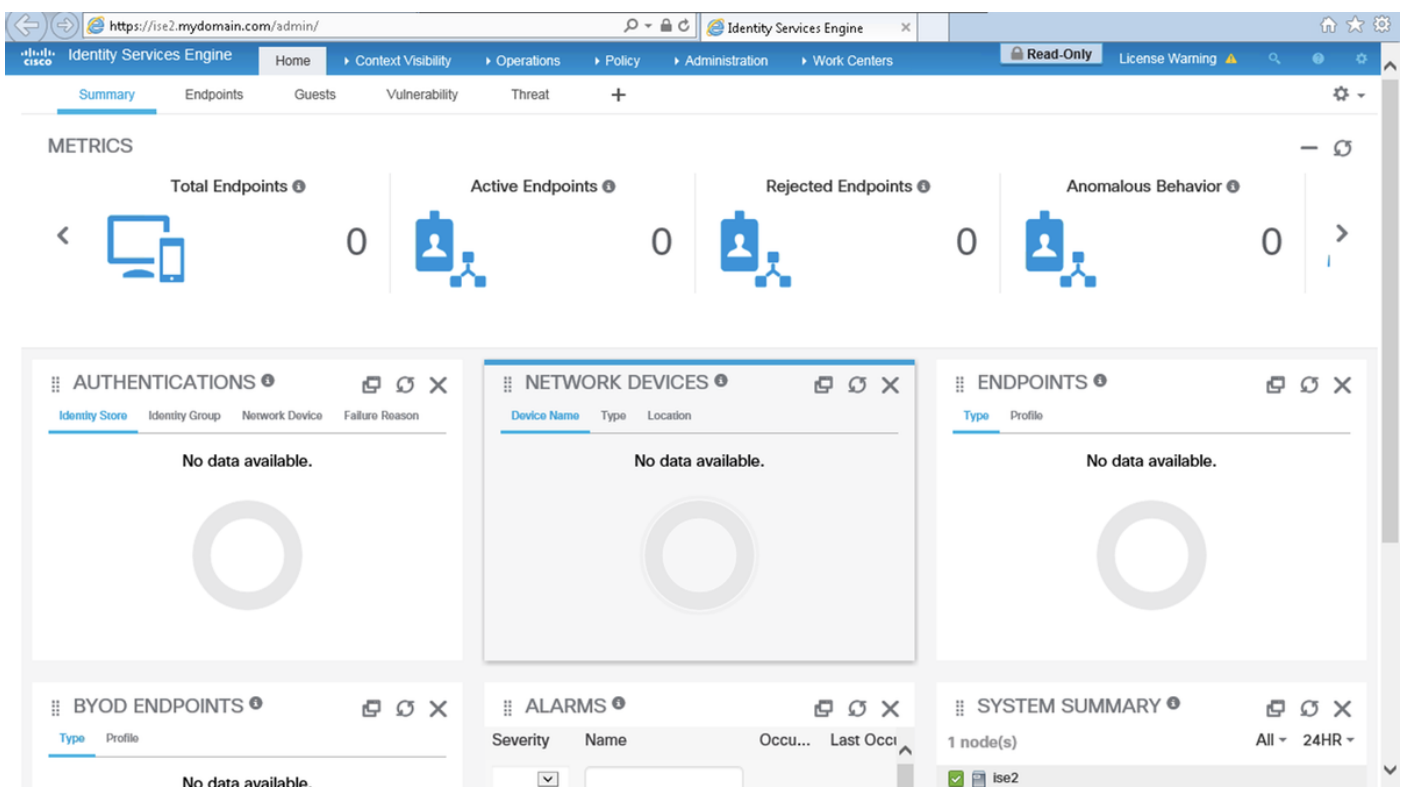 https://ise2.mydomain.com/admin/
Identity Services Engine
cisco Identity Services Engine Home Context Visibility Operations Policy Administration Work Centers Read-Only License Warning
Summary Endpoints Guests Vulnerability Threat
METRICS
Total Endpoints Active Endpoints Rejected Endpoints Anomalous Behavior
0 0 0 0
AUTHENTICATIONS
Identity Store Identity Group Network Device Failure Reason
No data available.
NETWORK DEVICES
Device Name Type Location
No data available.
ENDPOINTS
Type Profile
No data available.
BYOD ENDPOINTS
Type Profile
No data available.
ALARMS
Severity Name Occu... Last Occu
SYSTEM SUMMARY
1 node(s) All 24HR
ise2